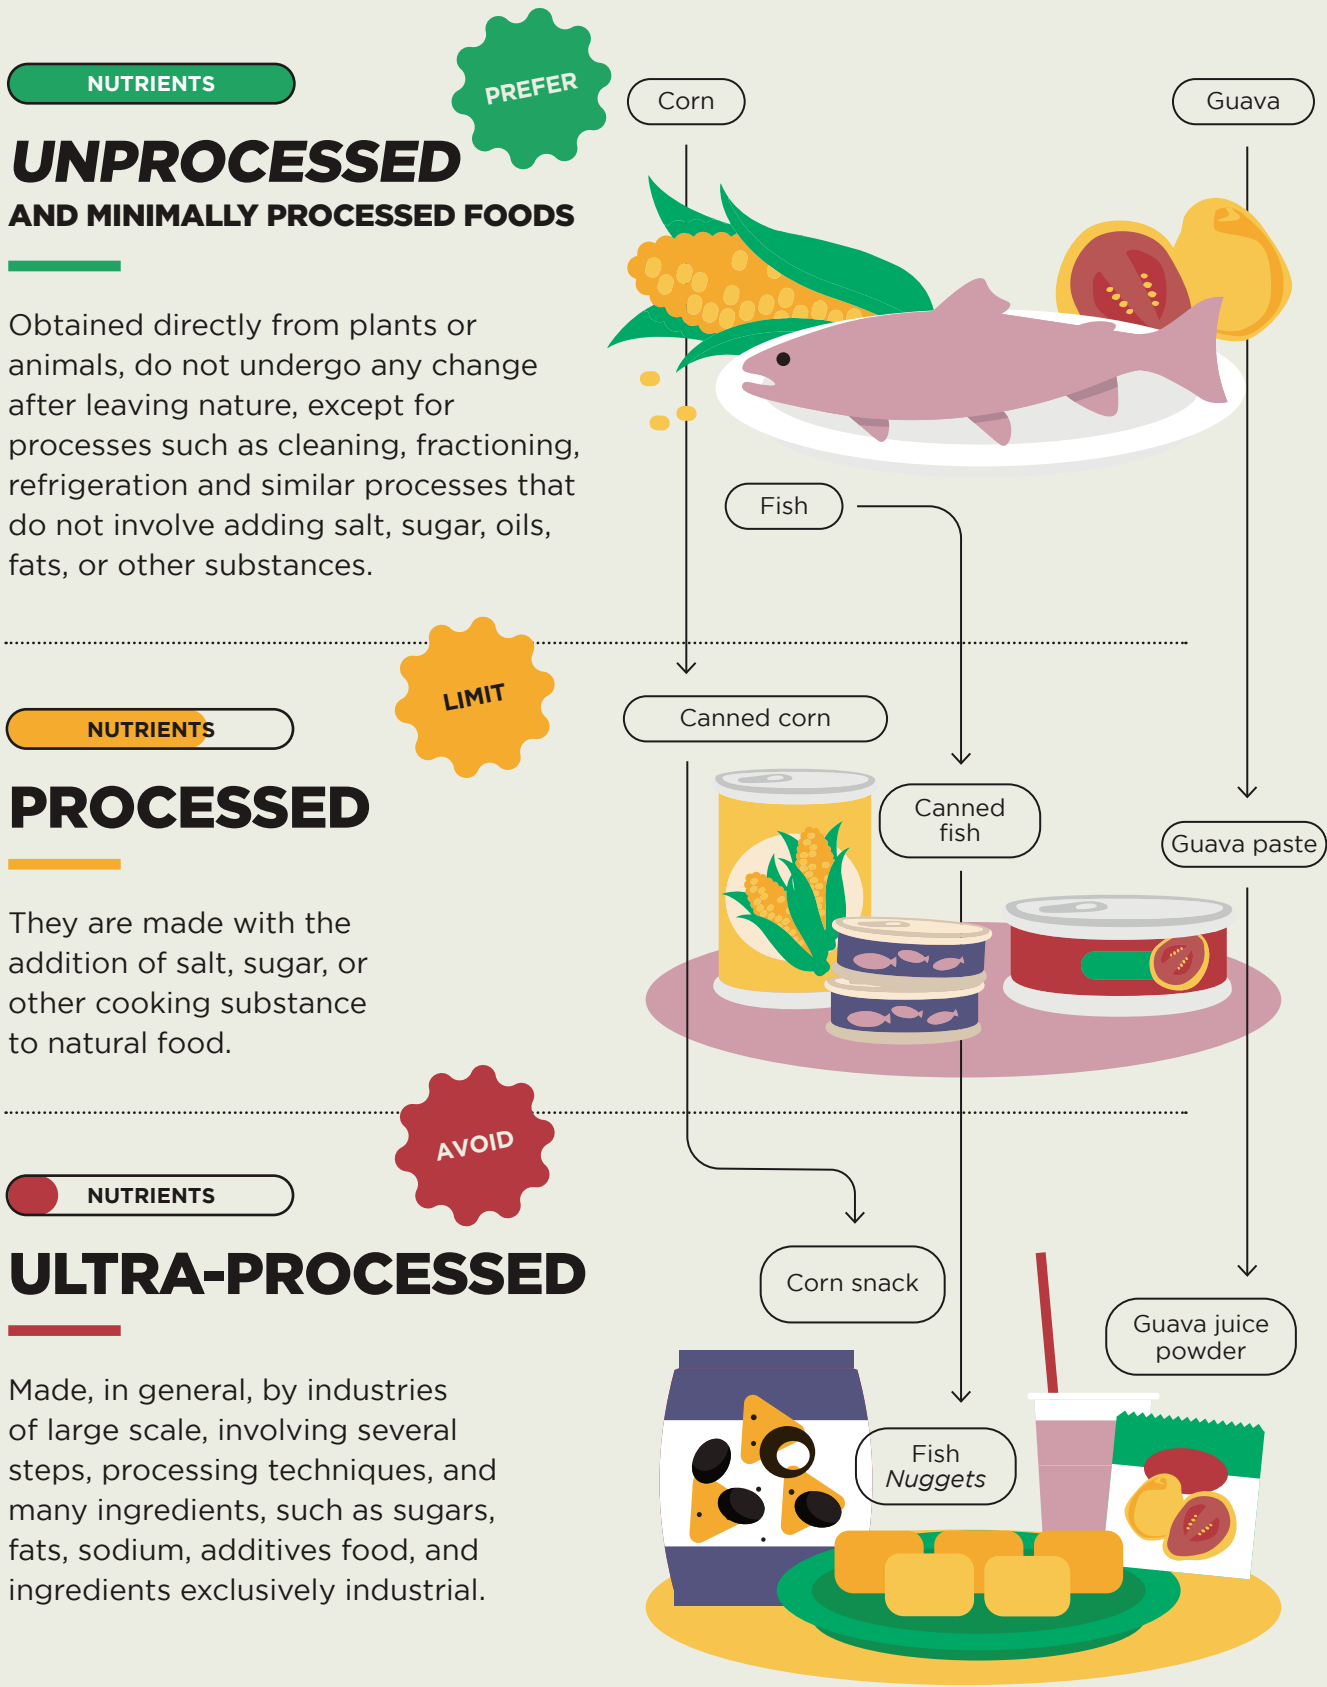 NUTRIENTS
PREFER
UNPROCESSED
AND MINIMALLY PROCESSED FOODS
Obtained directly from plants or
animals, do not undergo any change
after leaving nature, except for
processes such as cleaning, fractioning,
refrigeration and similar processes that
do not involve adding salt, sugar, oils,
fats, or other substances.
Corn
Guava
Fish
LIMIT
NUTRIENTS
PROCESSED
They are made with the
addition of salt, sugar, or
other cooking substance
to natural food.
Canned corn
Canned
fish
Guava paste
AVOID
NUTRIENTS
ULTRA-PROCESSED
Made, in general, by industries
of large scale, involving several
steps, processing techniques, and
many ingredients, such as sugars,
fats, sodium, additives food, and
ingredients exclusively industrial.
Corn snack
Guava juice
powder
Fish
Nuggets